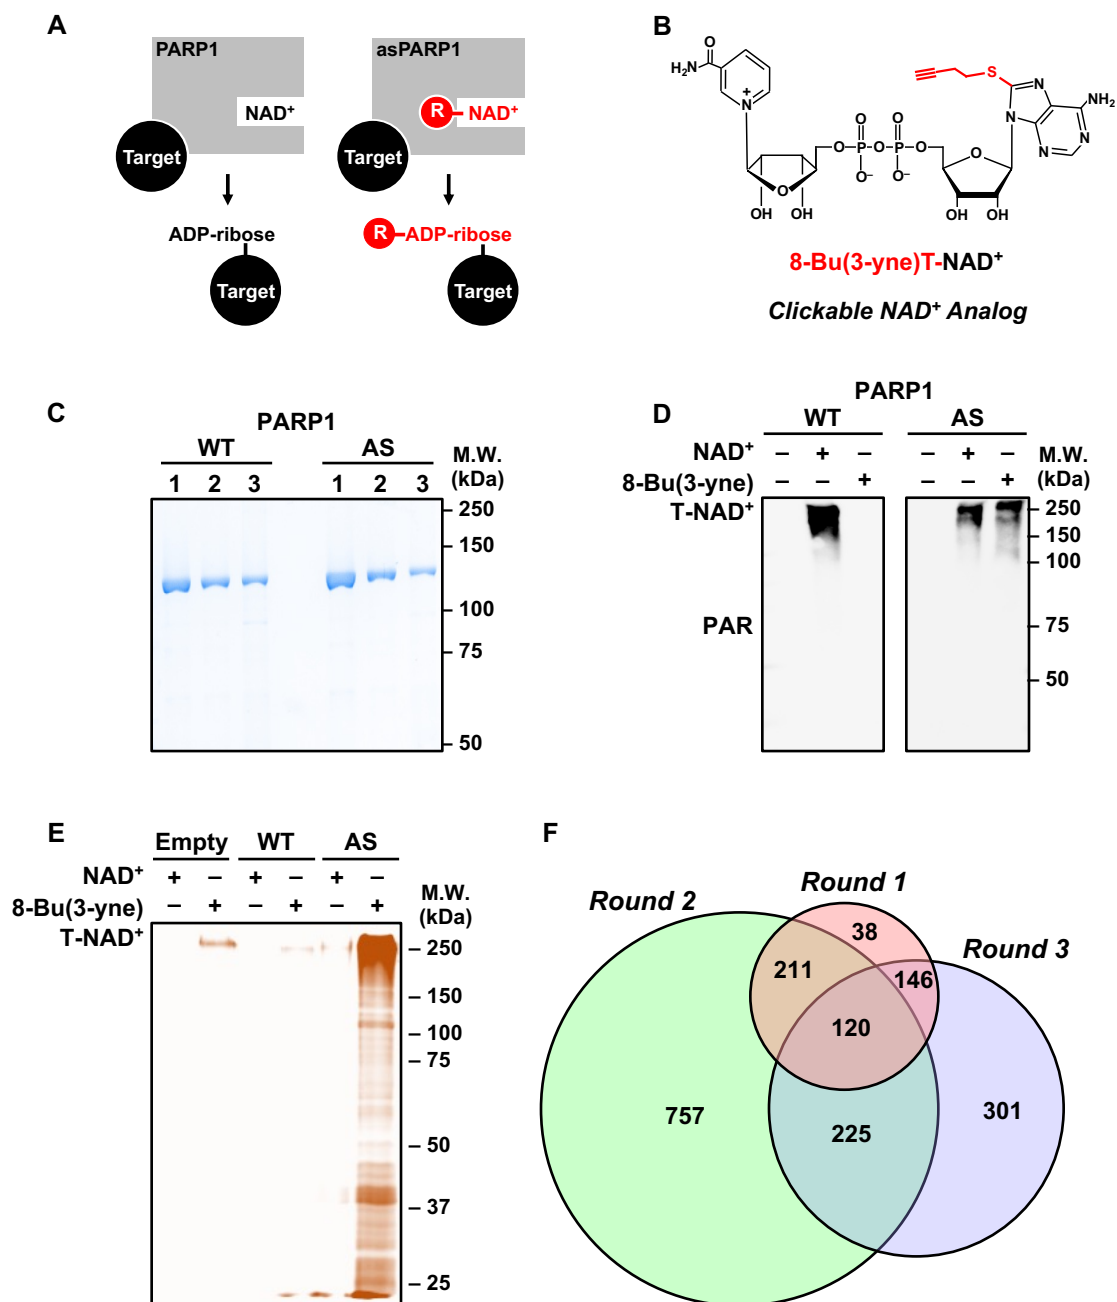 A
PARP1
NAD⁺
Target
ADP-ribose
Target
asPARP1
R
NAD⁺
Target
R
ADP-ribose
Target
B
O
H₂N
N
+
O
OH OH
O P O P O
O O
O⁻ O⁻
S
N
N
NH₂
N
N
O
OH OH
8-Bu(3-yne)T-NAD⁺
Clickable NAD⁺ Analog
C
PARP1
WT AS
M.W.
(kDa)
1 2 3 1 2 3
250
150
100
75
50
D
PARP1
WT AS
NAD⁺ – + – – + –
M.W.
(kDa)
8-Bu(3-yne) – – + – – +
T-NAD⁺
250
150
100
PAR
75
50
E
Empty WT AS
NAD⁺ + – + – + –
M.W.
(kDa)
8-Bu(3-yne) – + – + – +
T-NAD⁺
250
150
100
75
50
37
25
F
Round 2
Round 1
Round 3
38
211
146
120
757
225
301